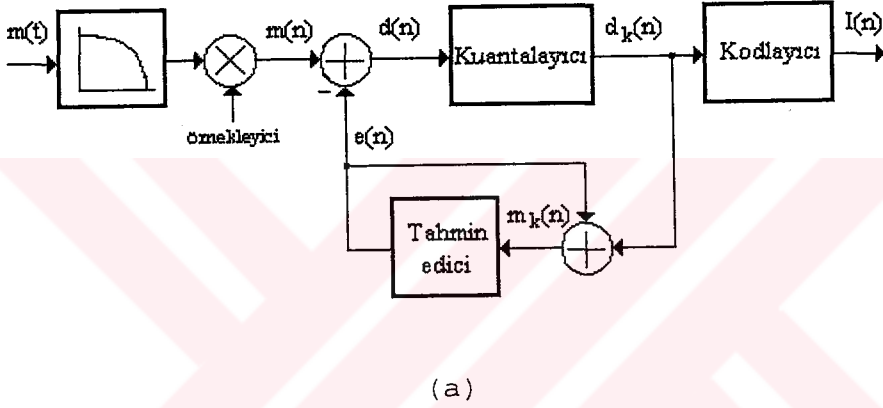 m(t)
m(n)
d(n)
Kuantalayıcı
d_k(n)
Kodlayıcı
I(n)
−
örnekleyici
e(n)
Tahmin
edici
m_k(n)
(a)